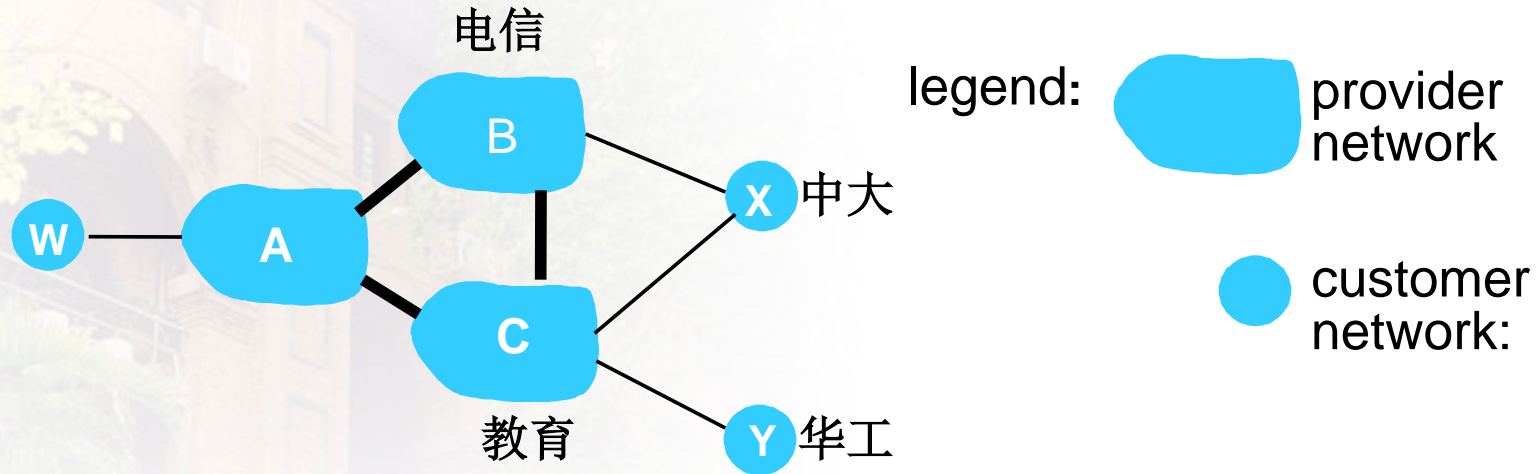 电信
B
W
A
C
X 中大
教育
Y 华工
legend:
provider
network
customer
network: